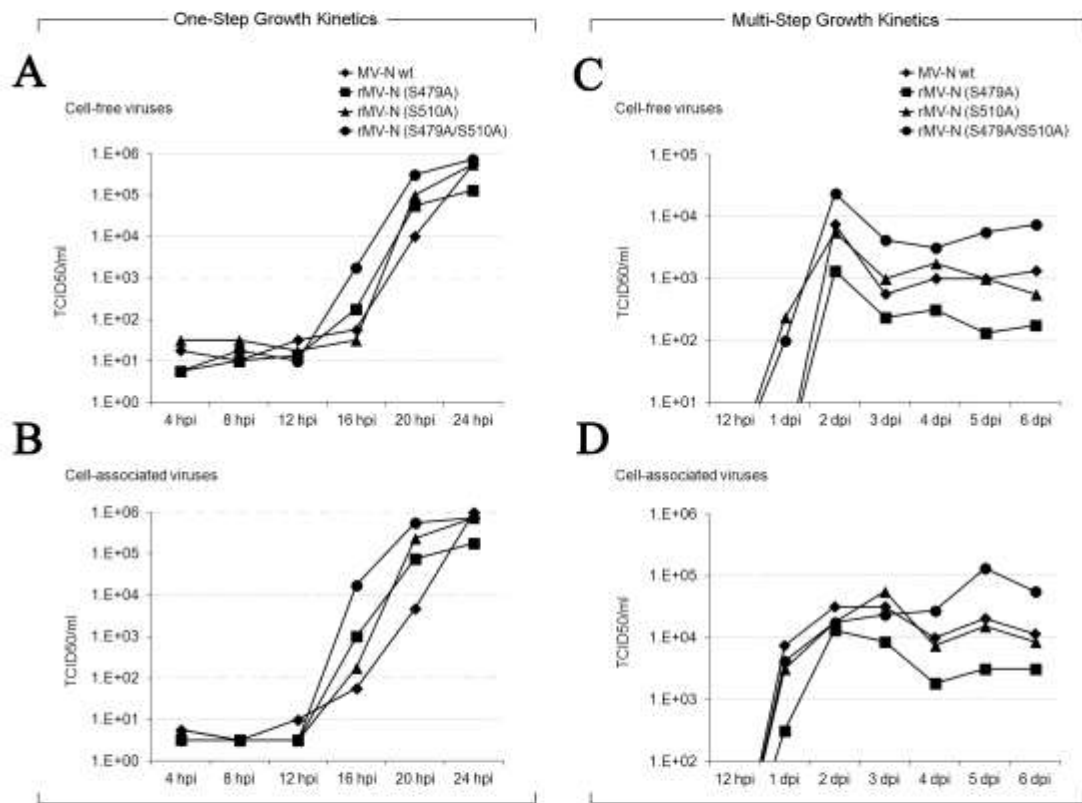 One-Step Growth Kinetics
A
MV-N wt
rMV-N (S479A)
rMV-N (S510A)
rMV-N (S479A/S510A)
Cell-free viruses
TCID50/ml
1.E+06
1.E+05
1.E+04
1.E+03
1.E+02
1.E+01
1.E+00
4 hpi 8 hpi 12 hpi 16 hpi 20 hpi 24 hpi
B
Cell-associated viruses
TCID50/ml
1.E+06
1.E+05
1.E+04
1.E+03
1.E+02
1.E+01
1.E+00
4 hpi 8 hpi 12 hpi 16 hpi 20 hpi 24 hpi
Multi-Step Growth Kinetics
C
MV-N wt
rMV-N (S479A)
rMV-N (S510A)
rMV-N (S479A/S510A)
Cell-free viruses
TCID50/ml
1.E+05
1.E+04
1.E+03
1.E+02
1.E+01
12 hpi 1 dpi 2 dpi 3 dpi 4 dpi 5 dpi 6 dpi
D
Cell-associated viruses
TCID50/ml
1.E+06
1.E+05
1.E+04
1.E+03
1.E+02
12 hpi 1 dpi 2 dpi 3 dpi 4 dpi 5 dpi 6 dpi